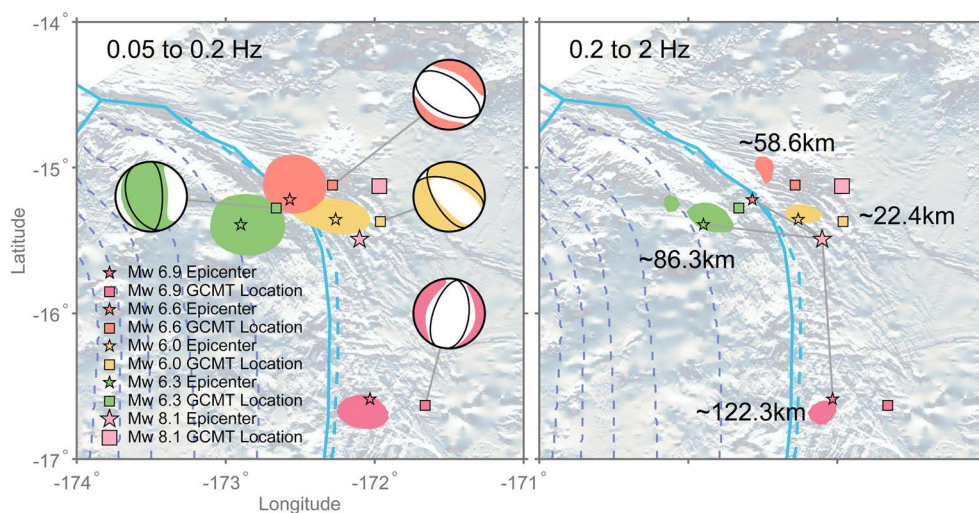 0.05 to 0.2 Hz
0.2 to 2 Hz
-14°
-15°
-16°
-17°
Latitude
★ Mw 6.9 Epicenter
■ Mw 6.9 GCMT Location
★ Mw 6.6 Epicenter
■ Mw 6.6 GCMT Location
☆ Mw 6.0 Epicenter
■ Mw 6.0 GCMT Location
★ Mw 6.3 Epicenter
■ Mw 6.3 GCMT Location
★ Mw 8.1 Epicenter
■ Mw 8.1 GCMT Location
~58.6km
~22.4km
~86.3km
~122.3km
-174°
-173°
-172°
-171°
Longitude